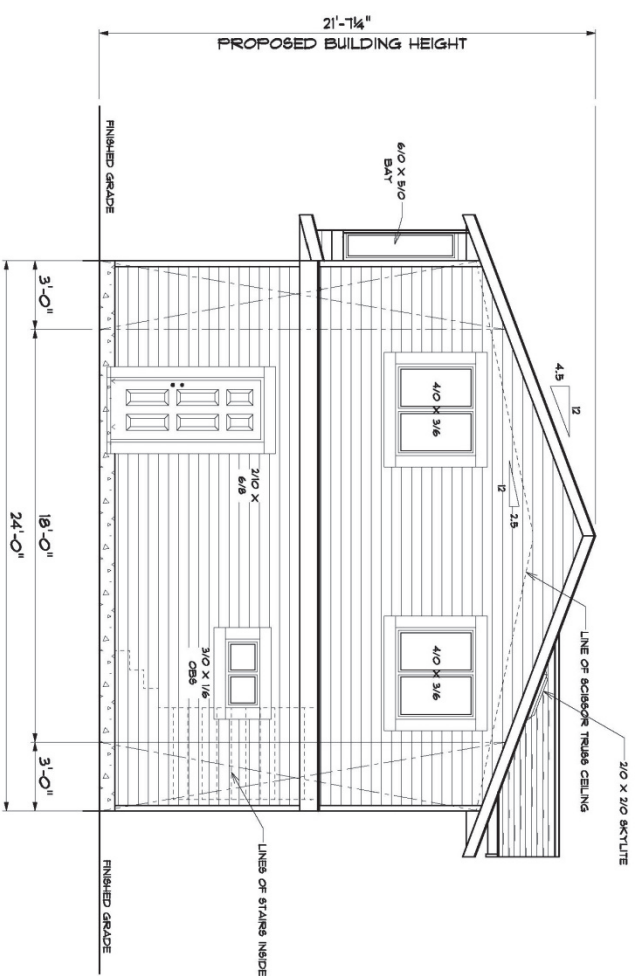 21'-7¼"
PROPOSED BUILDING HEIGHT
FINISHED GRADE
6/0 X 5/0
BAY
4.5
12
12
2.5
4/0 X 3/6
4/0 X 3/6
LINE OF SCISSOR TRUSS CEILING
2/0 X 2/0 SKYLITE
2/10 X
6/8
3/0 X 1/6
OBS
LINES OF STAIRS INSIDE
FINISHED GRADE
3'-0"
18'-0"
3'-0"
24'-0"